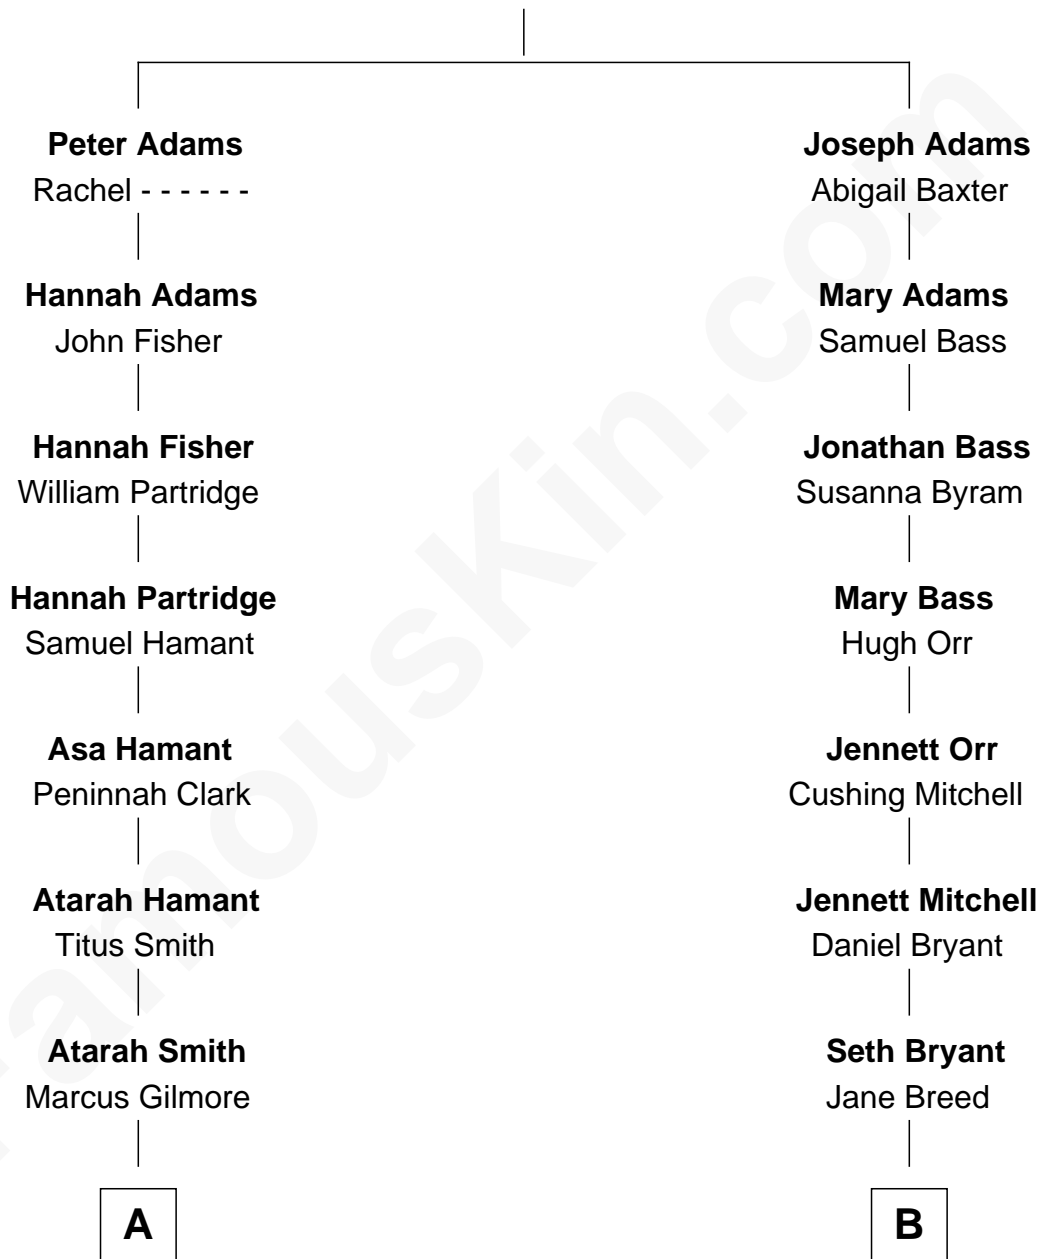 Peter Adams
Rachel - - - - - -
Hannah Adams
John Fisher
Hannah Fisher
William Partridge
Hannah Partridge
Samuel Hamant
Asa Hamant
Peninnah Clark
Atarah Hamant
Titus Smith
Atarah Smith
Marcus Gilmore
A
Joseph Adams
Abigail Baxter
Mary Adams
Samuel Bass
Jonathan Bass
Susanna Byram
Mary Bass
Hugh Orr
Jennett Orr
Cushing Mitchell
Jennett Mitchell
Daniel Bryant
Seth Bryant
Jane Breed
B
FamousKin.com